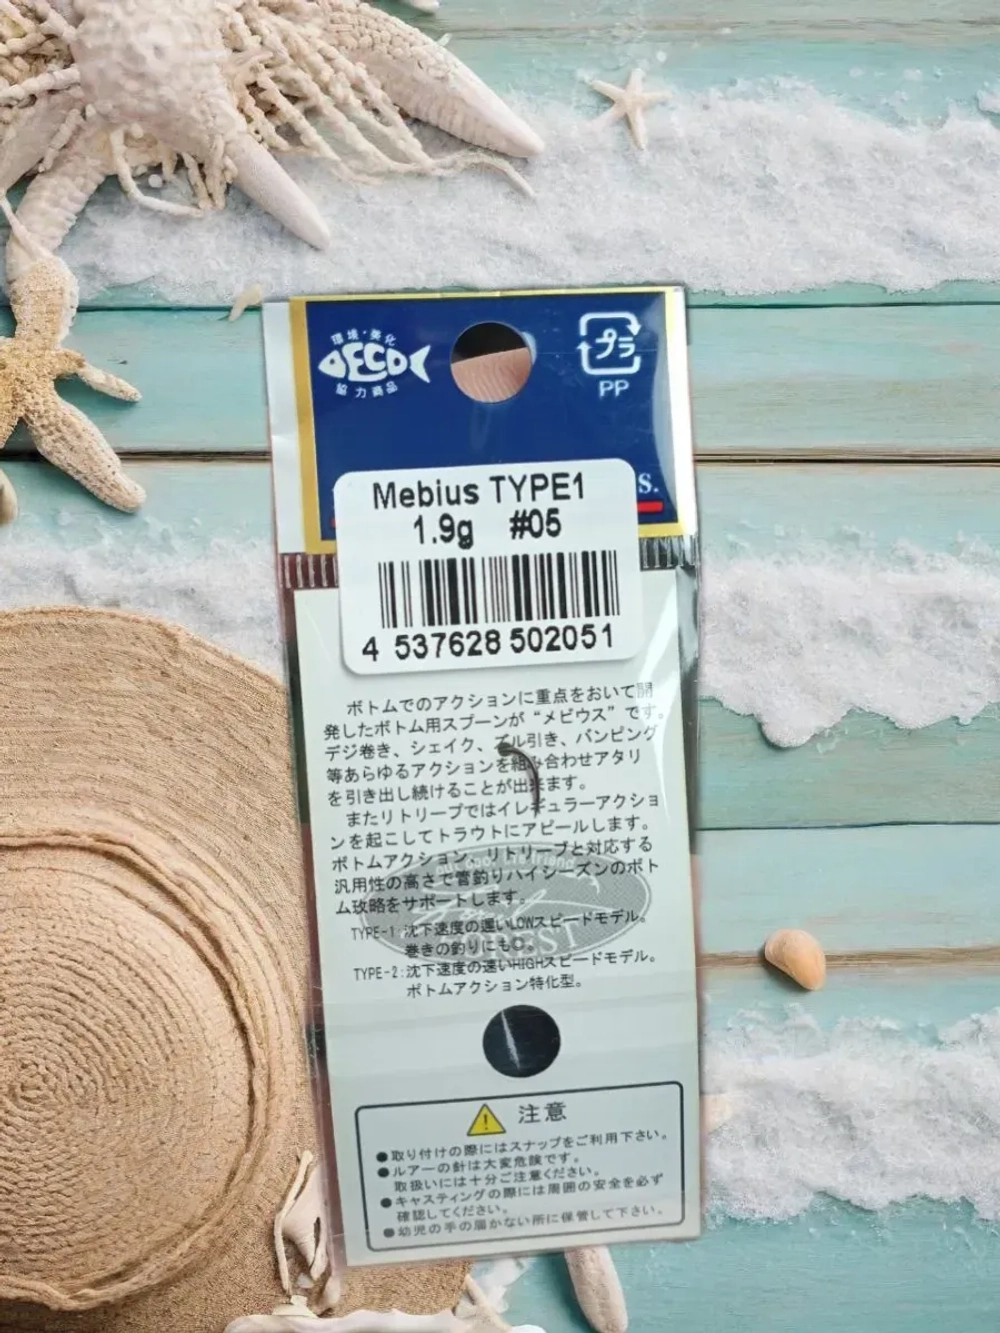 環境・美化
ECO
協力商品
プラ
PP
S.
Mebius TYPE1
1.9g #05
4 537628 502051
ボトムでのアクションに重点をおいて開
発したボトム用スプーンが“メビウス”です。
デジ巻き、シェイク、ズル引き、バンピング
等あらゆるアクションを組み合わせアタリ
を引き出し続けることが出来ます。
またリトリーブではイレギュラーアクショ
ンを起こしてトラウトにアピールします。
ボトムアクション、リトリーブと対応する
汎用性の高さで管釣りハイシーズンのボト
ム攻略をサポートします。
TYPE-1:沈下速度の遅いLOWスピードモデル。
巻きの釣りにも○。
TYPE-2:沈下速度の速いHIGHスピードモデル。
ボトムアクション特化型。
注意
●取り付けの際にはスナップをご利用下さい。
●ルアーの針は大変危険です。
取扱いには十分ご注意ください。
●キャスティングの際には周囲の安全を必ず
確認してください。
●幼児の手の届かない所に保管して下さい。